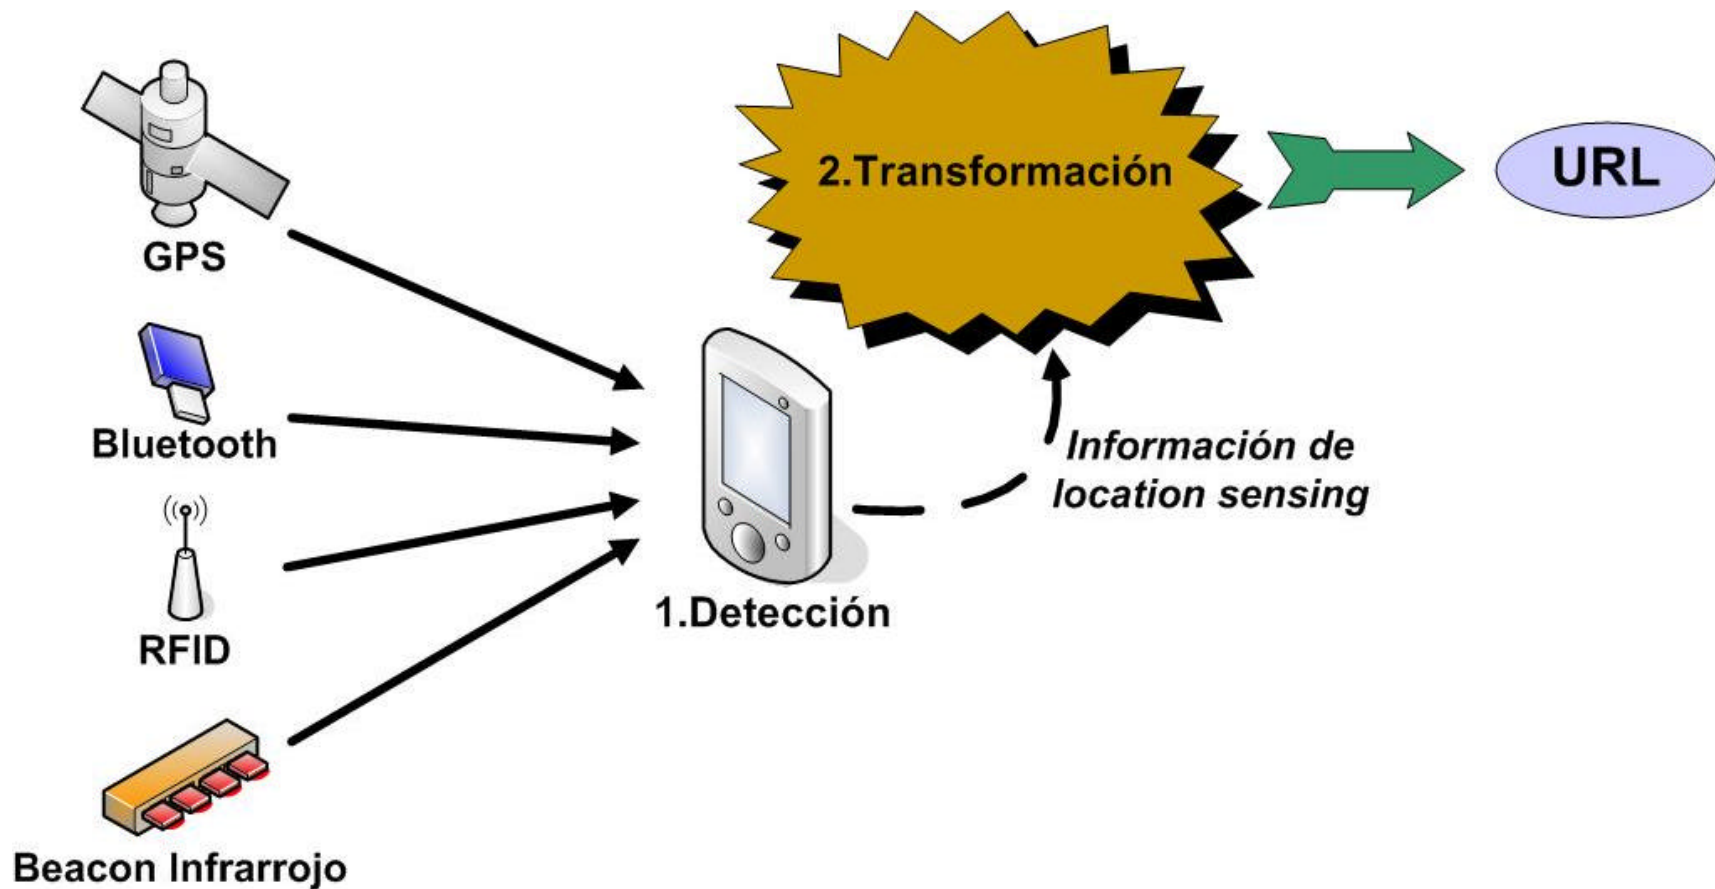 GPS
Bluetooth
RFID
Beacon Infrarrojo
1.Detección
Información de
location sensing
2.Transformación
URL